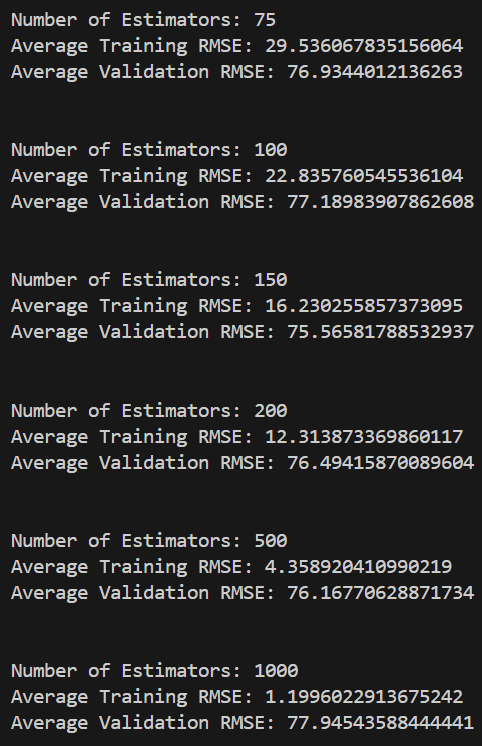 Number of Estimators: 75
Average Training RMSE: 29.536067835156064
Average Validation RMSE: 76.9344012136263
Number of Estimators: 100
Average Training RMSE: 22.835760545536104
Average Validation RMSE: 77.18983907862608
Number of Estimators: 150
Average Training RMSE: 16.230255857373095
Average Validation RMSE: 75.56581788532937
Number of Estimators: 200
Average Training RMSE: 12.313873369860117
Average Validation RMSE: 76.49415870089604
Number of Estimators: 500
Average Training RMSE: 4.358920410990219
Average Validation RMSE: 76.16770628871734
Number of Estimators: 1000
Average Training RMSE: 1.1996022913675242
Average Validation RMSE: 77.94543588444441